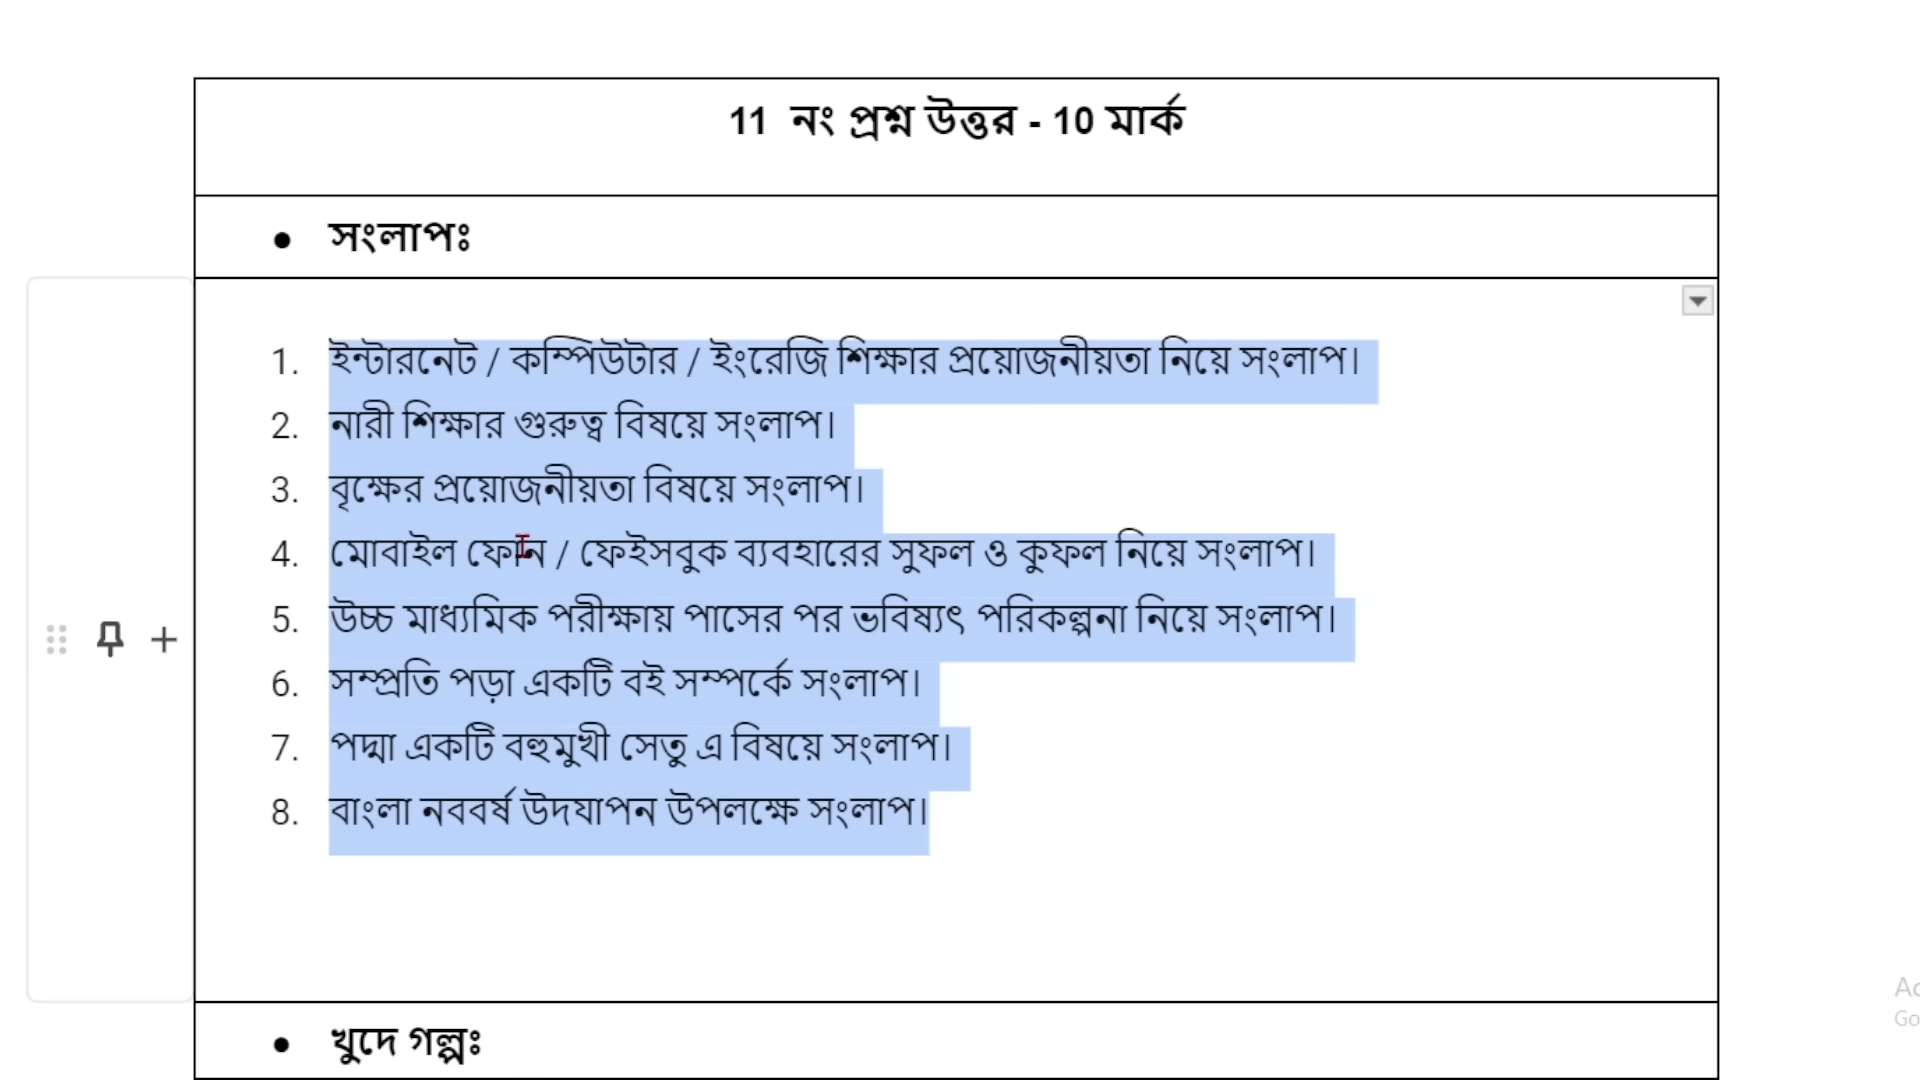 11 নং প্রশ্ন উত্তর - 10 মার্ক
● সংলাপঃ
1. ইন্টারনেট / কম্পিউটার / ইংরেজি শিক্ষার প্রয়োজনীয়তা নিয়ে সংলাপ।
2. নারী শিক্ষার গুরুত্ব বিষয়ে সংলাপ।
3. বৃক্ষের প্রয়োজনীয়তা বিষয়ে সংলাপ।
4. মোবাইল ফোন / ফেইসবুক ব্যবহারের সুফল ও কুফল নিয়ে সংলাপ।
5. উচ্চ মাধ্যমিক পরীক্ষায় পাসের পর ভবিষ্যৎ পরিকল্পনা নিয়ে সংলাপ।
6. সম্প্রতি পড়া একটি বই সম্পর্কে সংলাপ।
7. পদ্মা একটি বহুমুখী সেতু এ বিষয়ে সংলাপ।
8. বাংলা নববর্ষ উদযাপন উপলক্ষে সংলাপ।
● খুদে গল্পঃ